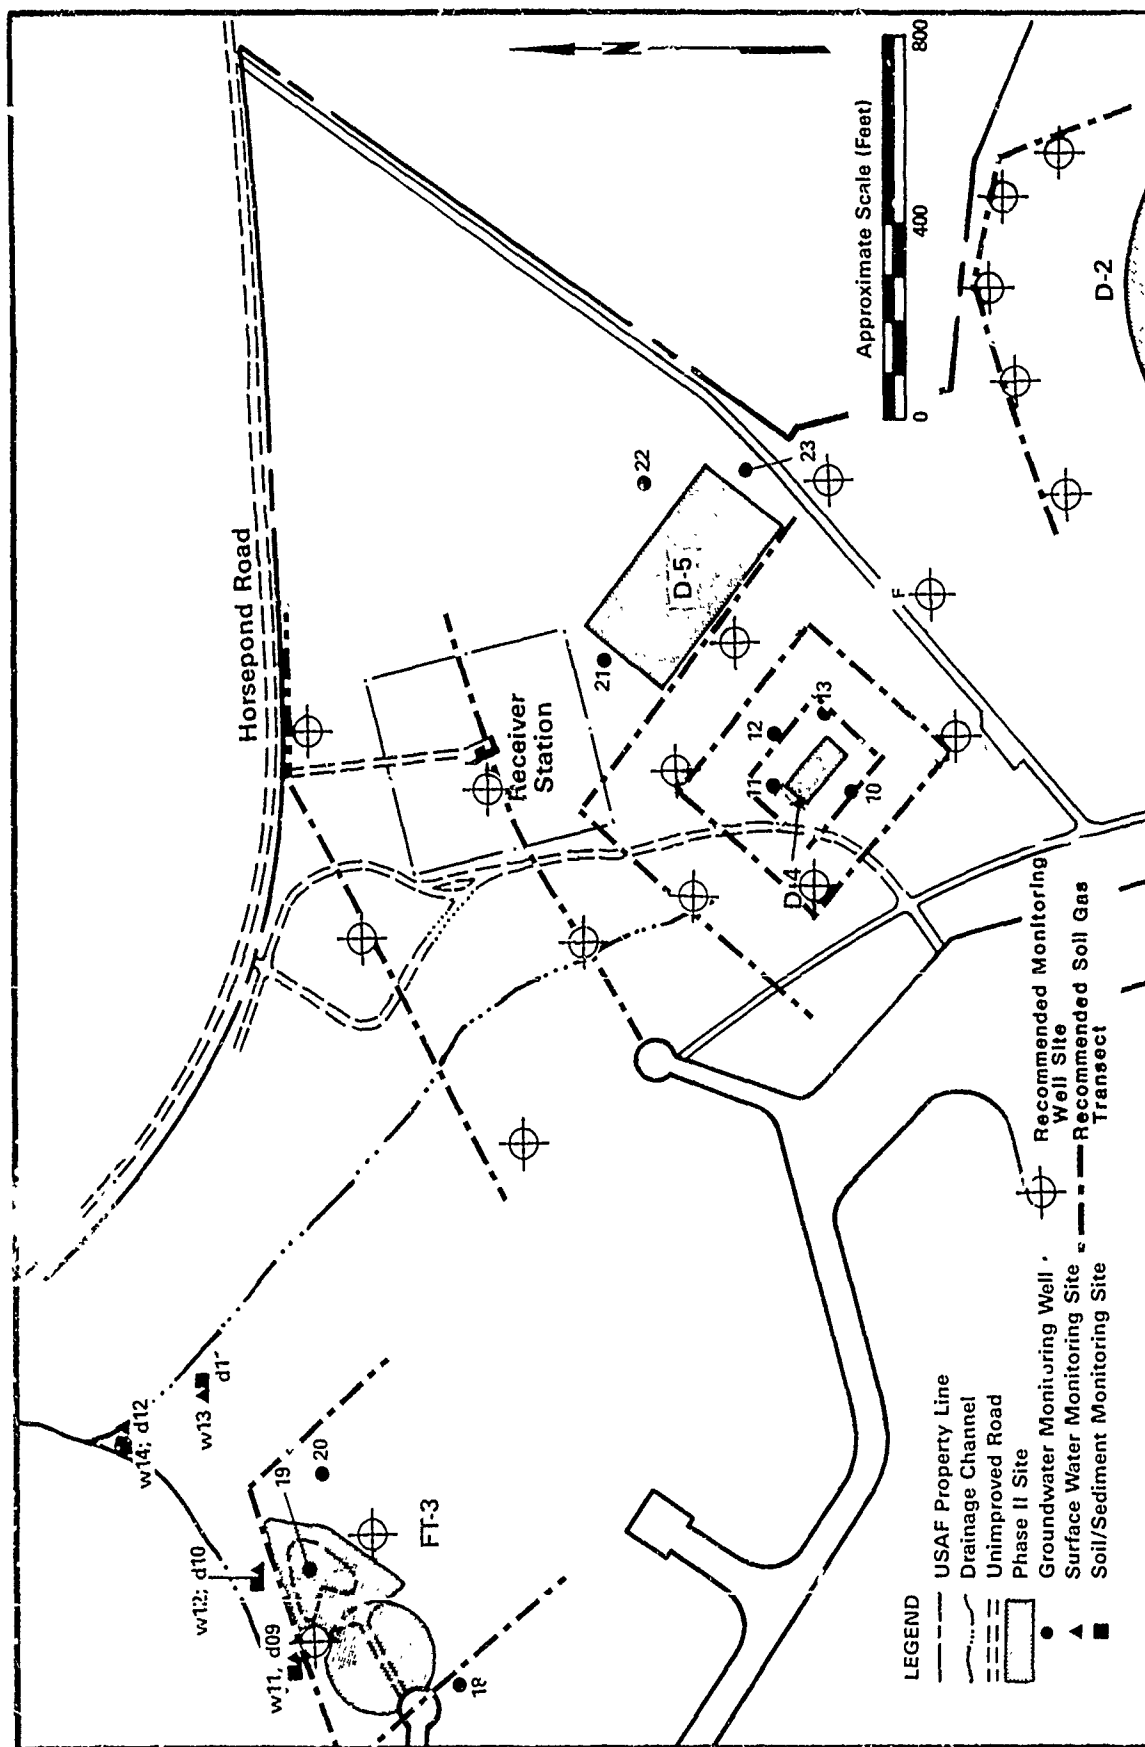 Horsepond Road
N
Approximate Scale (Feet)
0
400
800
D-2
22
23
D-5
21
Receiver
Station
F
12
13
11
10
D-4
w14; d12
w13
20
19
FT-3
w12; d10
w11, d09
18
LEGEND
USAF Property Line
Drainage Channel
Unimproved Road
Phase II Site
Groundwater Monitoring Well
Surface Water Monitoring Site
Soil/Sediment Monitoring Site
Recommended Monitoring
Well Site
Recommended Soil Gas
Transect